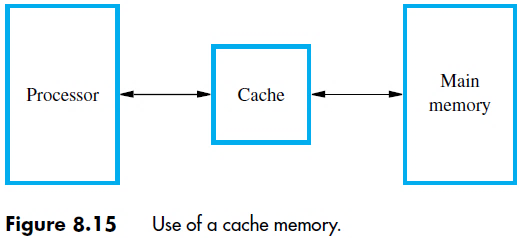 Processor
Cache
Main
memory
Figure 8.15 Use of a cache memory.